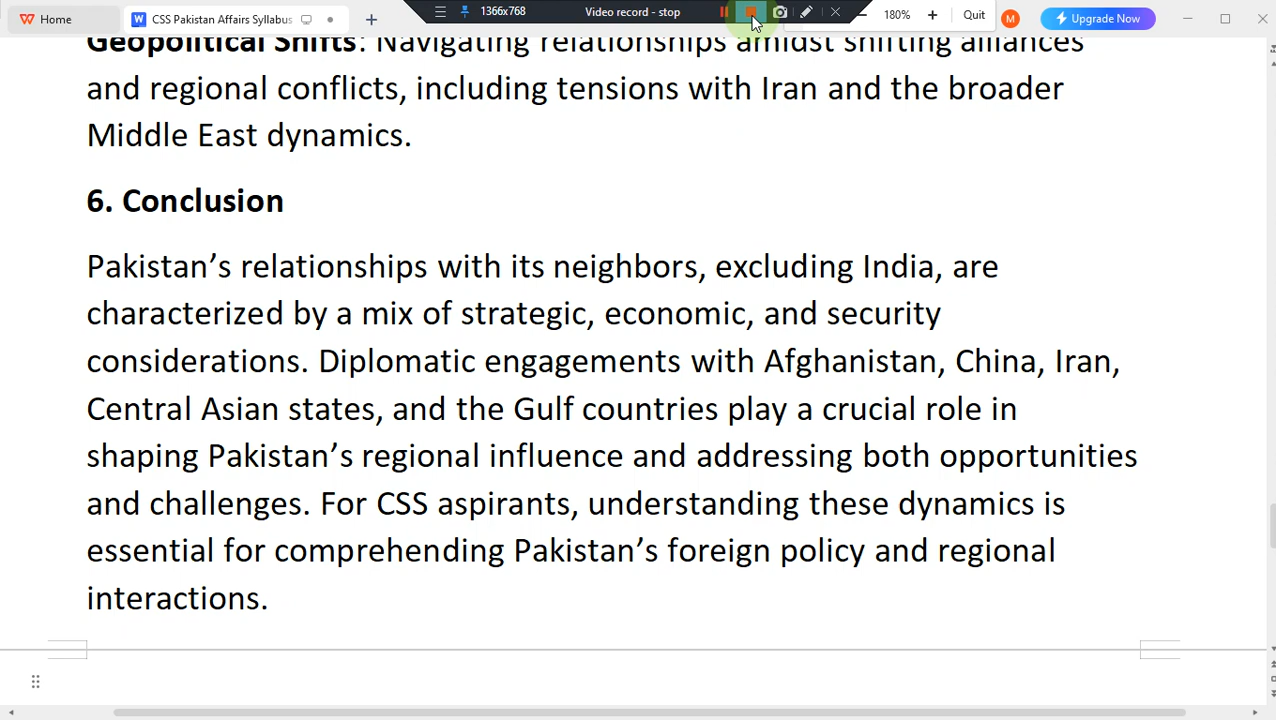 Home
CSS Pakistan Affairs Syllabus
1366x768
Video record - stop
180%
Quit
M
Upgrade Now
Geopolitical Shifts: Navigating relationships amidst shifting alliances
and regional conflicts, including tensions with Iran and the broader
Middle East dynamics.
6. Conclusion
Pakistan’s relationships with its neighbors, excluding India, are
characterized by a mix of strategic, economic, and security
considerations. Diplomatic engagements with Afghanistan, China, Iran,
Central Asian states, and the Gulf countries play a crucial role in
shaping Pakistan’s regional influence and addressing both opportunities
and challenges. For CSS aspirants, understanding these dynamics is
essential for comprehending Pakistan’s foreign policy and regional
interactions.